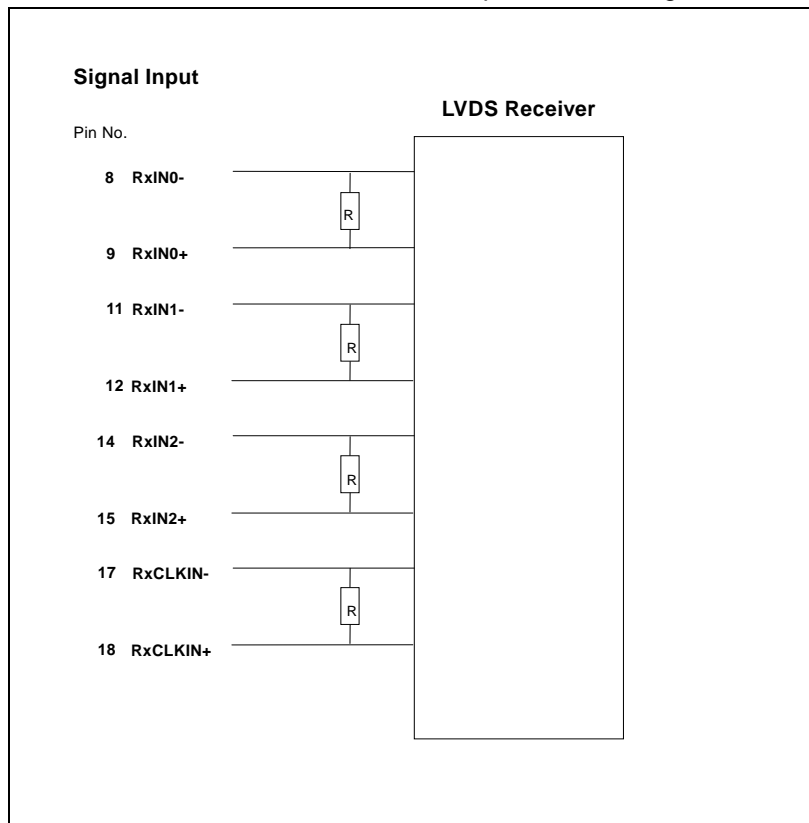 Signal Input
LVDS Receiver
Pin No.
8 RxIN0-
R
9 RxIN0+
11 RxIN1-
R
12 RxIN1+
14 RxIN2-
R
15 RxIN2+
17 RxCLKIN-
R
18 RxCLKIN+